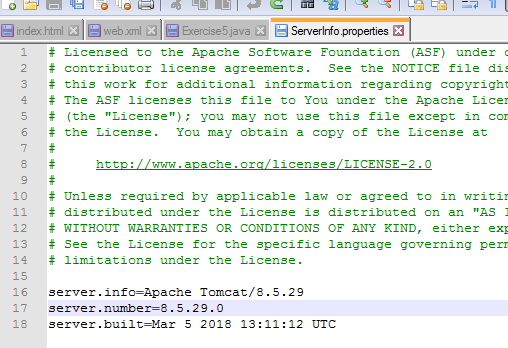 index.html web.xml Exercise5.java ServerInfo.properties
1 # Licensed to the Apache Software Foundation (ASF) under
2 # contributor license agreements.  See the NOTICE file
3 # this work for additional information regarding
4 # The ASF licenses this file to You under the Apache
5 # (the "License"); you may not use this file except in
6 # the License.  You may obtain a copy of the License at
7 #
8 #     http://www.apache.org/licenses/LICENSE-2.0
9 #
10 # Unless required by applicable law or agreed to in
11 # distributed under the License is distributed on an "AS
12 # WITHOUT WARRANTIES OR CONDITIONS OF ANY KIND, either
13 # See the License for the specific language governing
14 # limitations under the License.
15
16 server.info=Apache Tomcat/8.5.29
17 server.number=8.5.29.0
18 server.built=Mar 5 2018 13:11:12 UTC